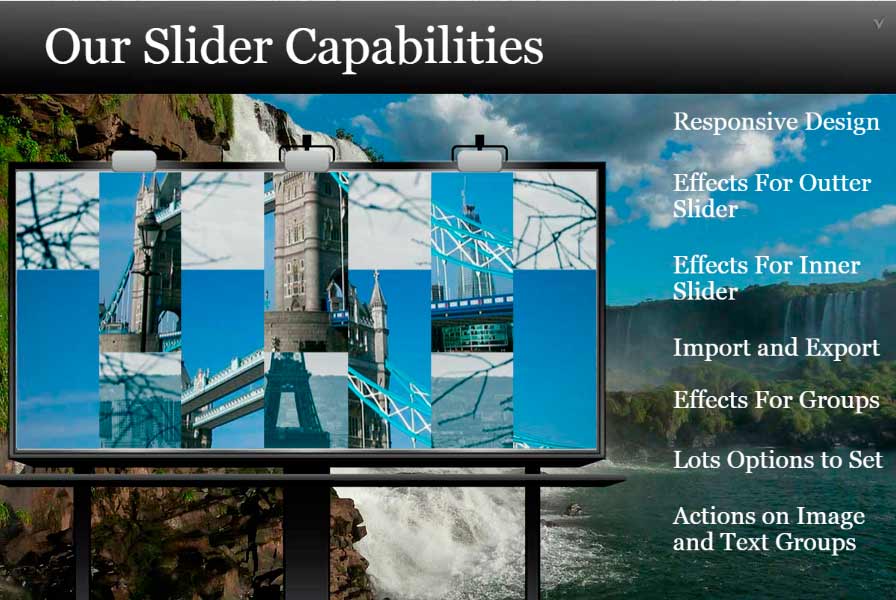 Our Slider Capabilities
Responsive Design
Effects For Outter
Slider
Effects For Inner
Slider
Import and Export
Effects For Groups
Lots Options to Set
Actions on Image
and Text Groups